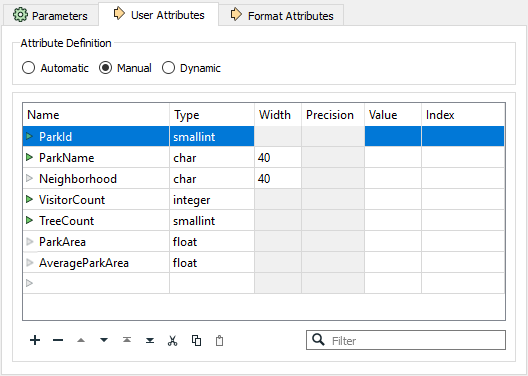 Parameters User Attributes Format Attributes
Attribute Definition
Automatic Manual Dynamic
Name Type Width Precision Value Index
ParkId smallint
ParkName char 40
Neighborhood char 40
VisitorCount integer
TreeCount smallint
ParkArea float
AverageParkArea float
Filter